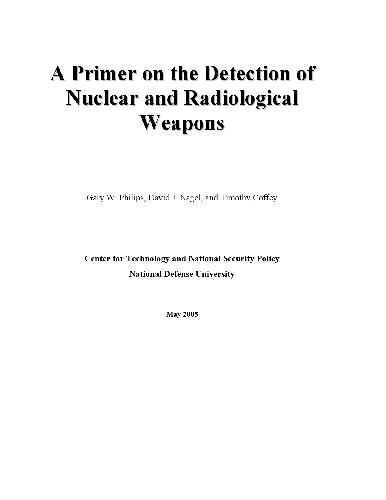 A Primer on the Detection of
Nuclear and Radiological
Weapons
Gary W. Philips, David J. Nagel, and Timothy Coffey
Center for Technology and National Security Policy
National Defense University
May 2005